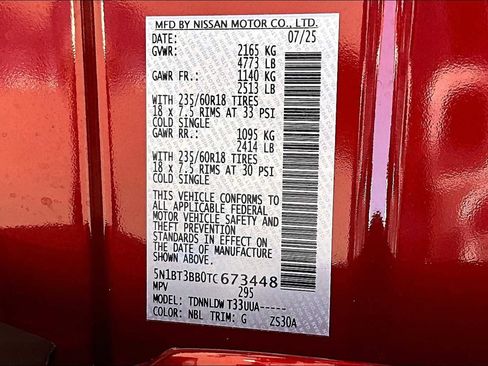 MFD BY NISSAN MOTOR CO., LTD.
DATE: 07/25
GVWR: 2165 KG
4773 LB
GAWR FR.: 1140 KG
2513 LB
WITH 235/60R18 TIRES
18 x 7.5 RIMS AT 33 PSI
COLD SINGLE
GAWR RR.: 1095 KG
2414 LB
WITH 235/60R18 TIRES
18 x 7.5 RIMS AT 30 PSI
COLD SINGLE
THIS VEHICLE CONFORMS TO
ALL APPLICABLE FEDERAL
MOTOR VEHICLE SAFETY AND
THEFT PREVENTION
STANDARDS IN EFFECT ON
THE DATE OF MANUFACTURE
SHOWN ABOVE.
5N1BT3BB0TC673448
MPV 295
MODEL: TDNNLDW T33UUA-----
COLOR: NBL TRIM: G ZS30A